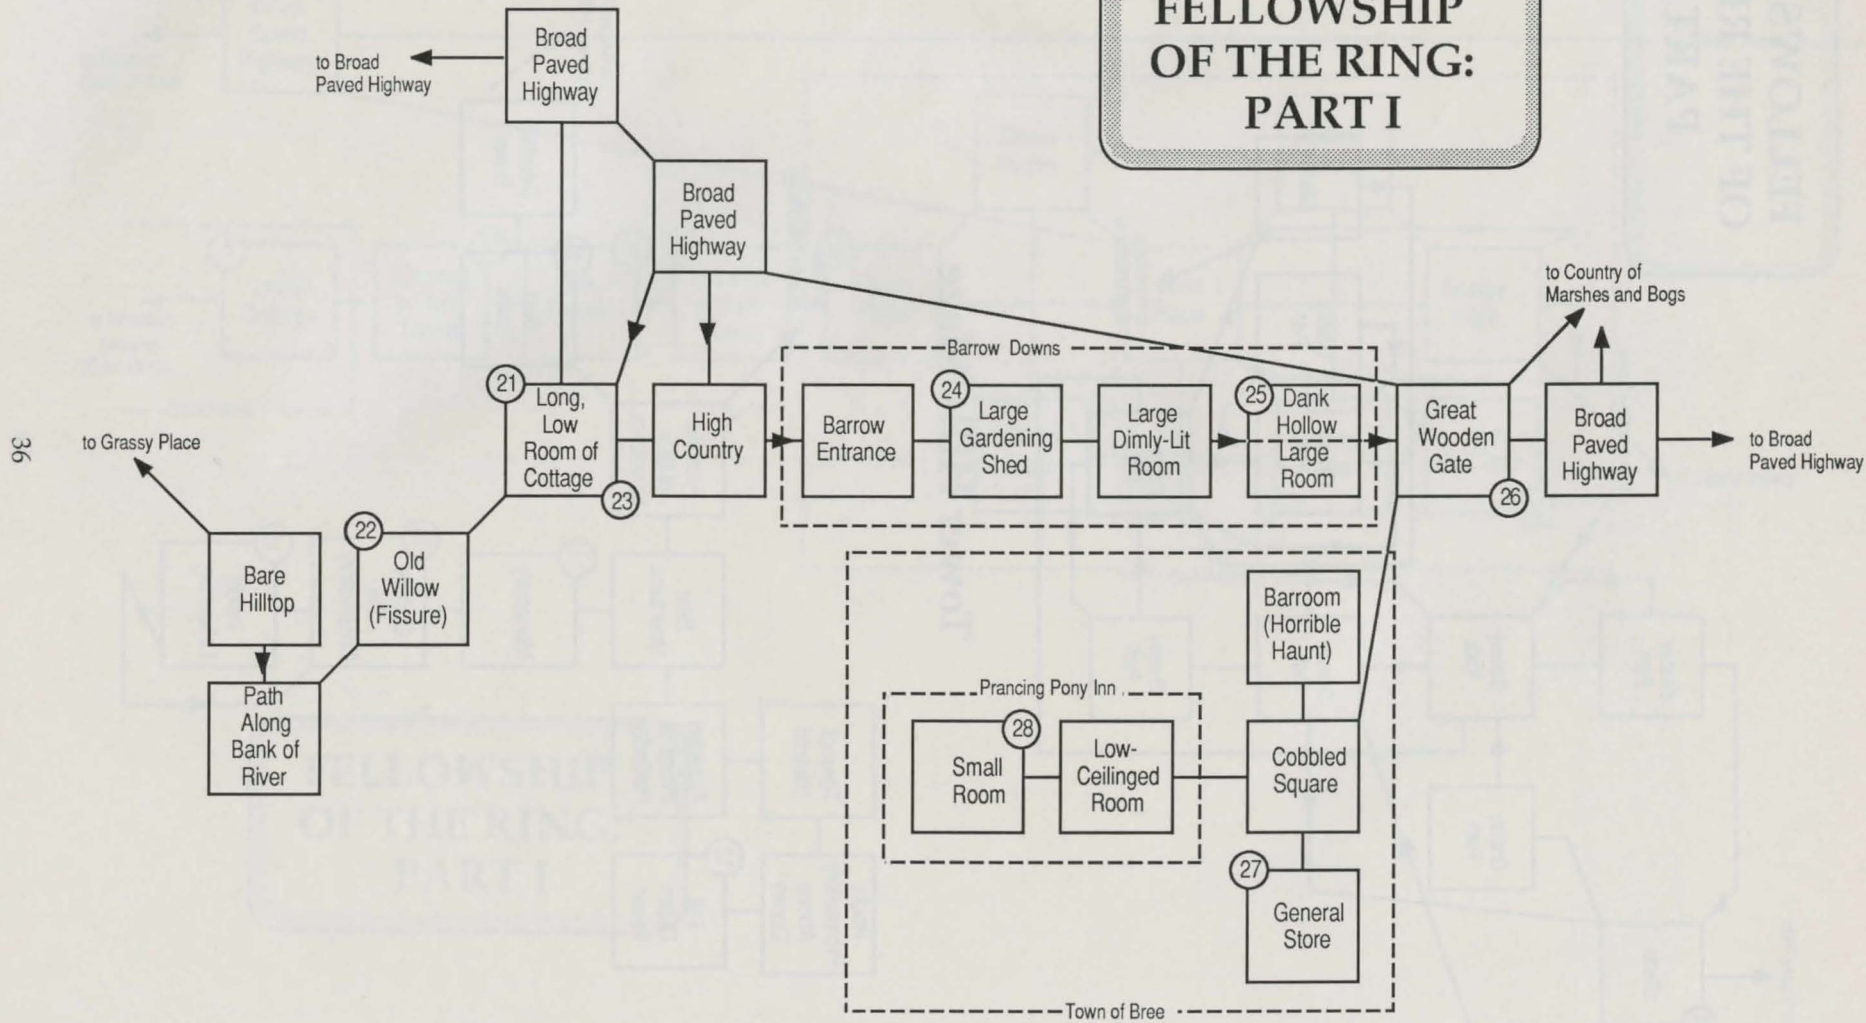 FELLOWSHIP
OF THE RING:
PART I
to Broad
Paved Highway
Broad
Paved
Highway
Broad
Paved
Highway
to Country of
Marshes and Bogs
Barrow Downs
21
Long,
Low
Room of
Cottage
23
High
Country
Barrow
Entrance
24
Large
Gardening
Shed
Large
Dimly-Lit
Room
25
Dank
Hollow
Large
Room
Great
Wooden
Gate
26
Broad
Paved
Highway
to Broad
Paved Highway
36
to Grassy Place
Bare
Hilltop
22
Old
Willow
(Fissure)
Path
Along
Bank of
River
Barroom
(Horrible
Haunt)
Prancing Pony Inn
28
Small
Room
Low-
Ceilinged
Room
Cobbled
Square
27
General
Store
Town of Bree